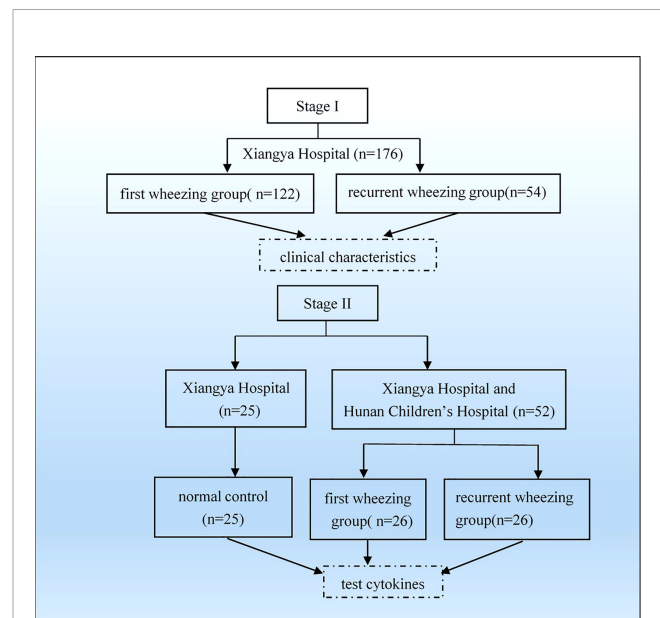 Stage I
Xiangya Hospital (n=176)
first wheezing group( n=122)
recurrent wheezing group(n=54)
clinical characteristics
Stage II
Xiangya Hospital
(n=25)
Xiangya Hospital and
Hunan Children's Hospital (n=52)
normal control
(n=25)
first wheezing
group( n=26)
recurrent wheezing
group(n=26)
test cytokines